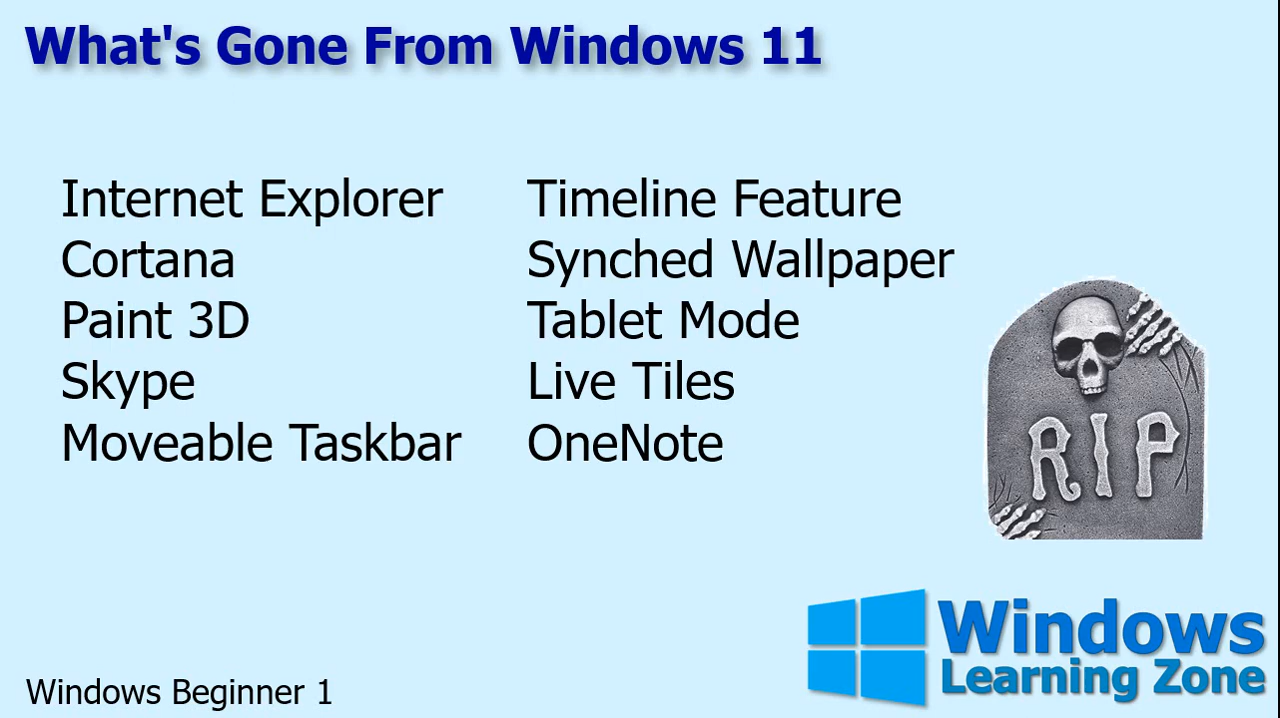 What's Gone From Windows 11
Internet Explorer
Cortana
Paint 3D
Skype
Moveable Taskbar
Timeline Feature
Synched Wallpaper
Tablet Mode
Live Tiles
OneNote
RIP
Windows
Learning Zone
Windows Beginner 1